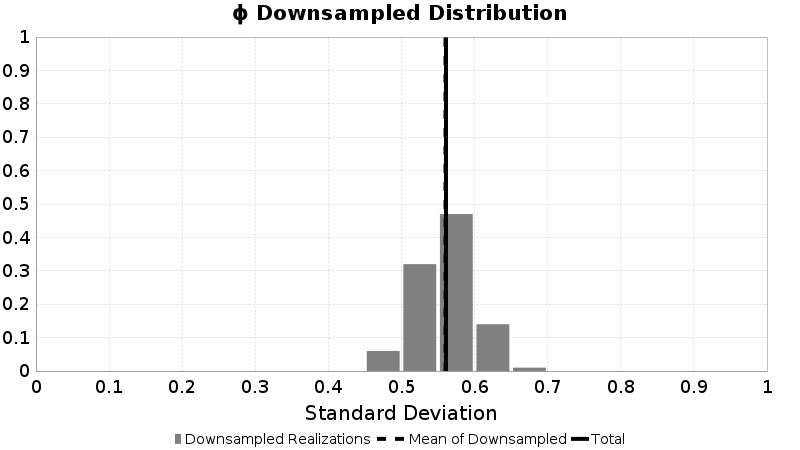 ϕ Downsampled Distribution
1
0.9
0.8
0.7
0.6
0.5
0.4
0.3
0.2
0.1
0
0 0.1 0.2 0.3 0.4 0.5 0.6 0.7 0.8 0.9 1
Standard Deviation
Downsampled Realizations Mean of Downsampled Total